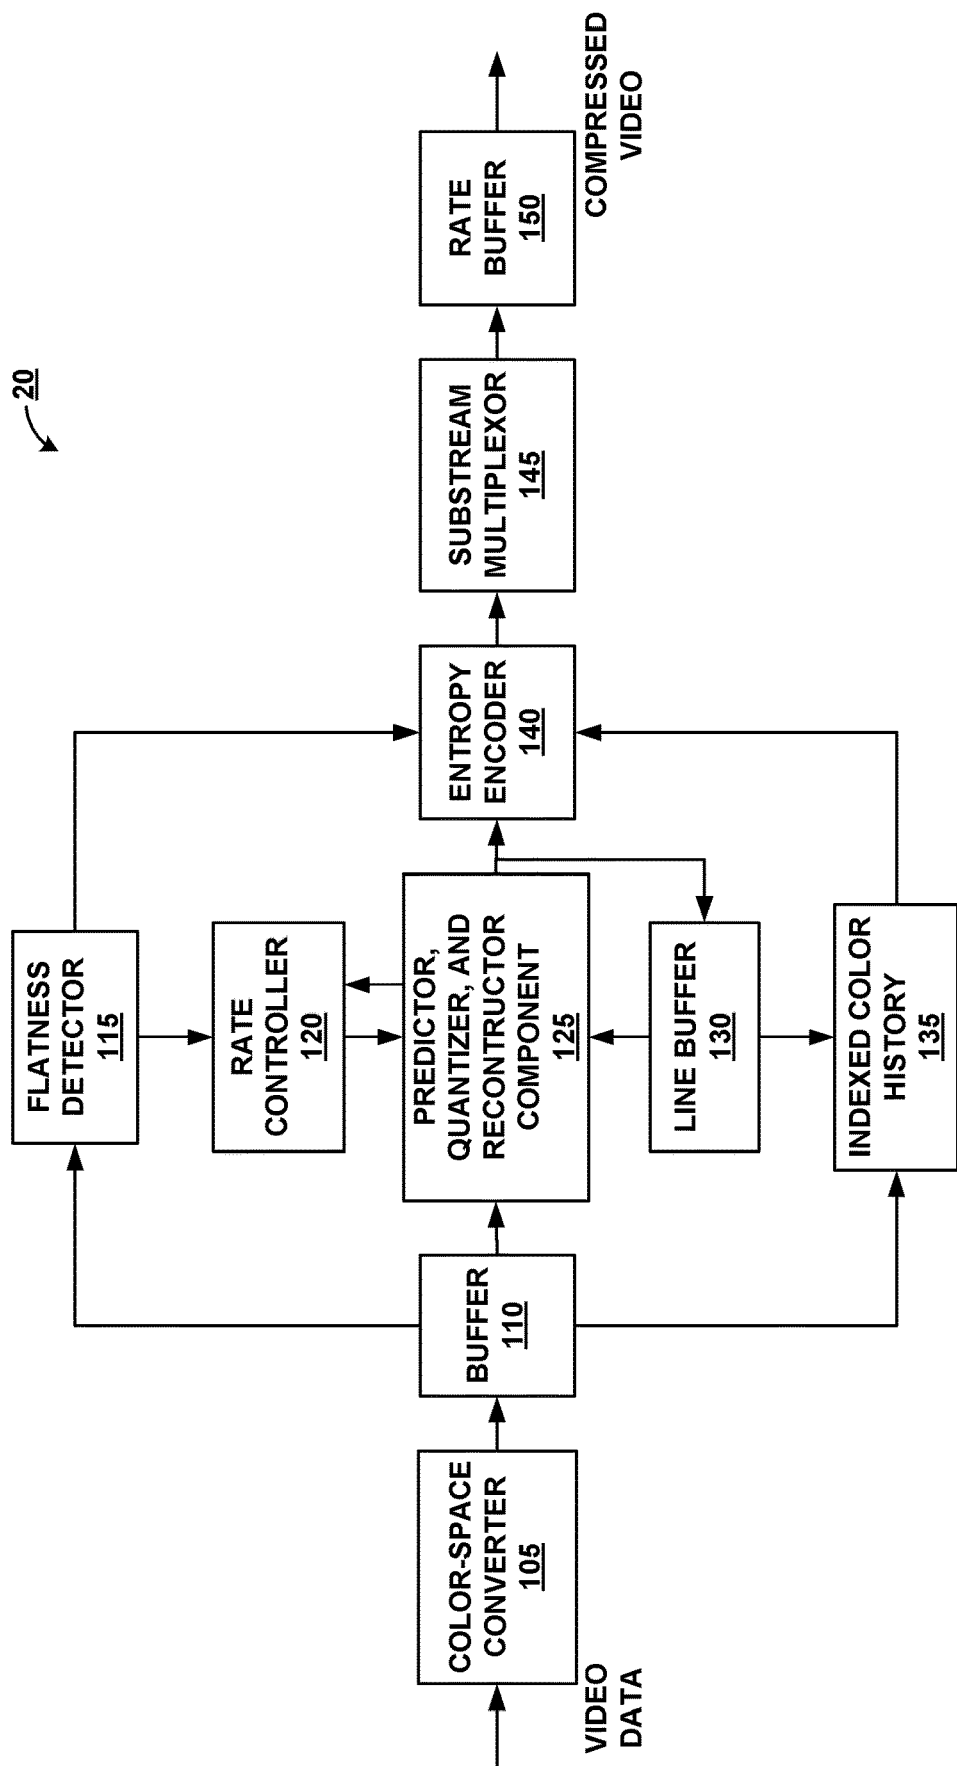 20
FLATNESS
DETECTOR
115
RATE
CONTROLLER
120
VIDEO
DATA
COLOR-SPACE
CONVERTER
105
BUFFER
110
PREDICTOR,
QUANTIZER, AND
RECONTRUCTOR
COMPONENT
125
ENTROPY
ENCODER
140
SUBSTREAM
MULTIPLEXOR
145
RATE
BUFFER
150
COMPRESSED
VIDEO
LINE BUFFER
130
INDEXED COLOR
HISTORY
135